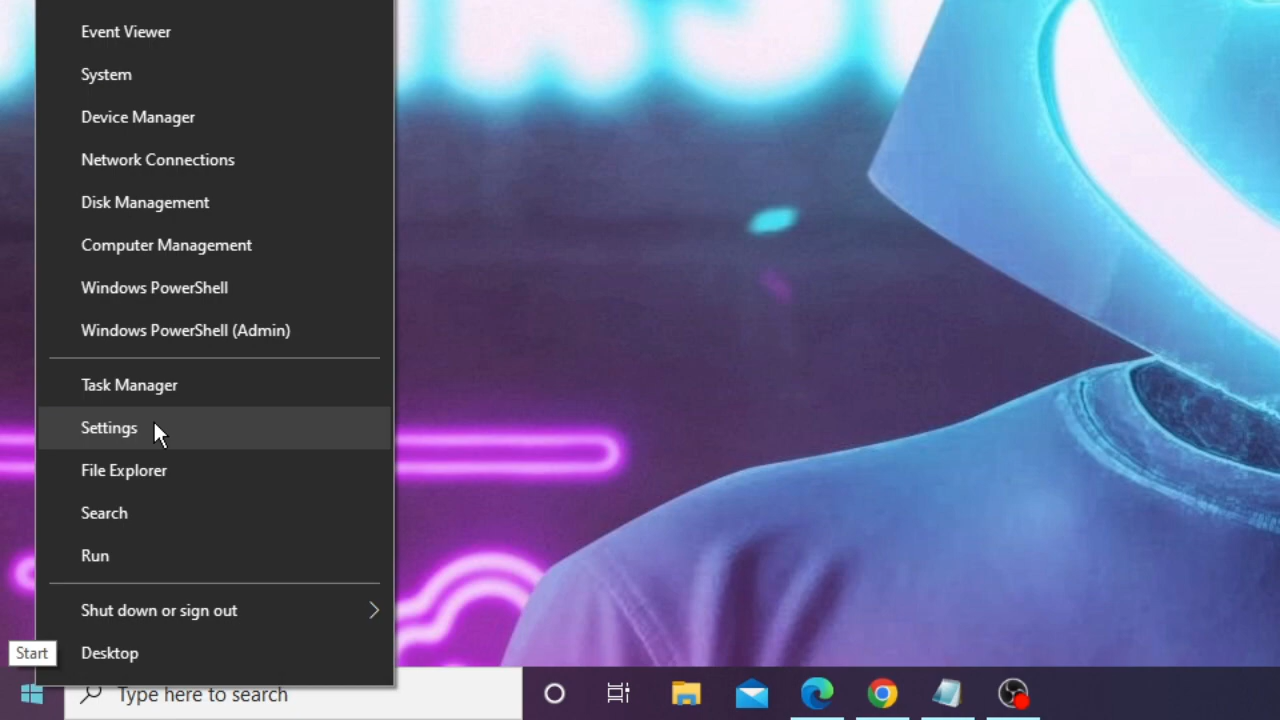 Event Viewer
System
Device Manager
Network Connections
Disk Management
Computer Management
Windows PowerShell
Windows PowerShell (Admin)
Task Manager
Settings
File Explorer
Search
Run
Shut down or sign out
Desktop
Start
Type here to search